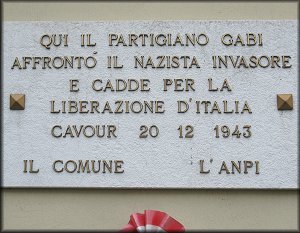 QUI IL PARTIGIANO GABI
AFFRONTÒ IL NAZISTA INVASORE
E CADDE PER LA
LIBERAZIONE D'ITALIA
CAVOUR 20 12 1943
IL COMUNE L'ANPI